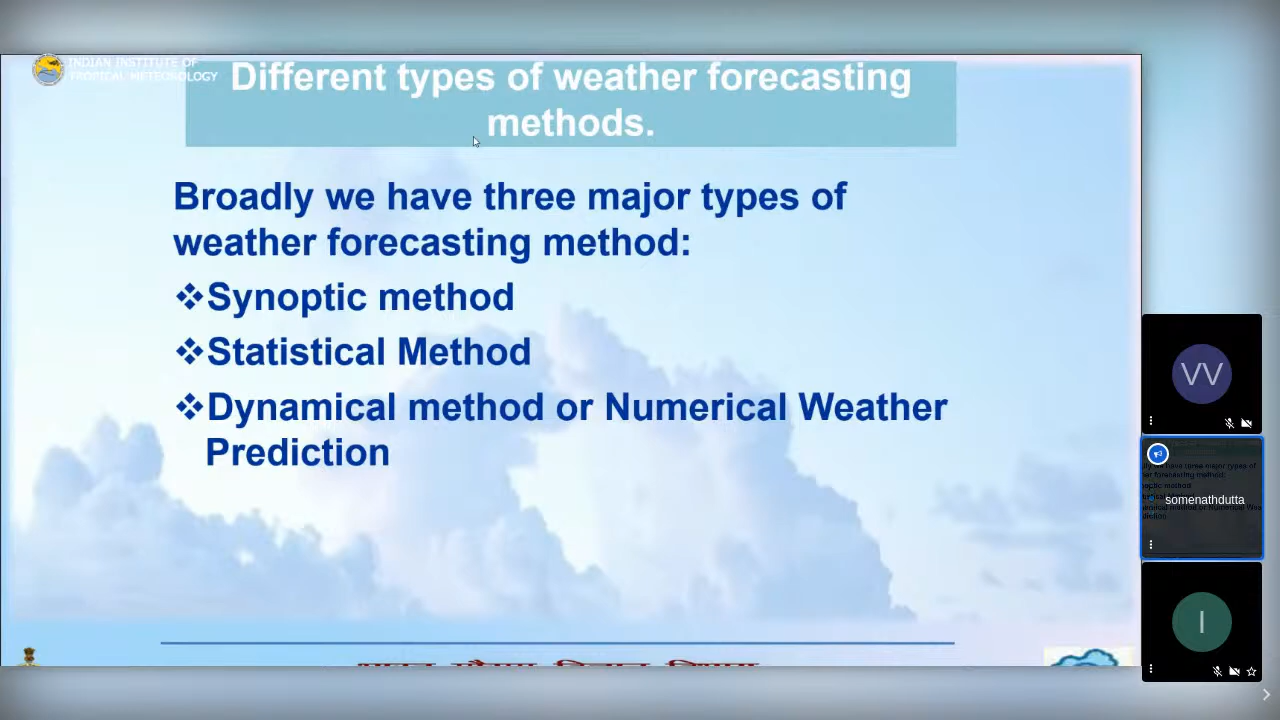 INDIAN INSTITUTE OF
TROPICAL METEOROLOGY
Different types of weather forecasting
methods.
Broadly we have three major types of
weather forecasting method:
❖Synoptic method
❖Statistical Method
❖Dynamical method or Numerical Weather
Prediction
VV
somenathdutta
I